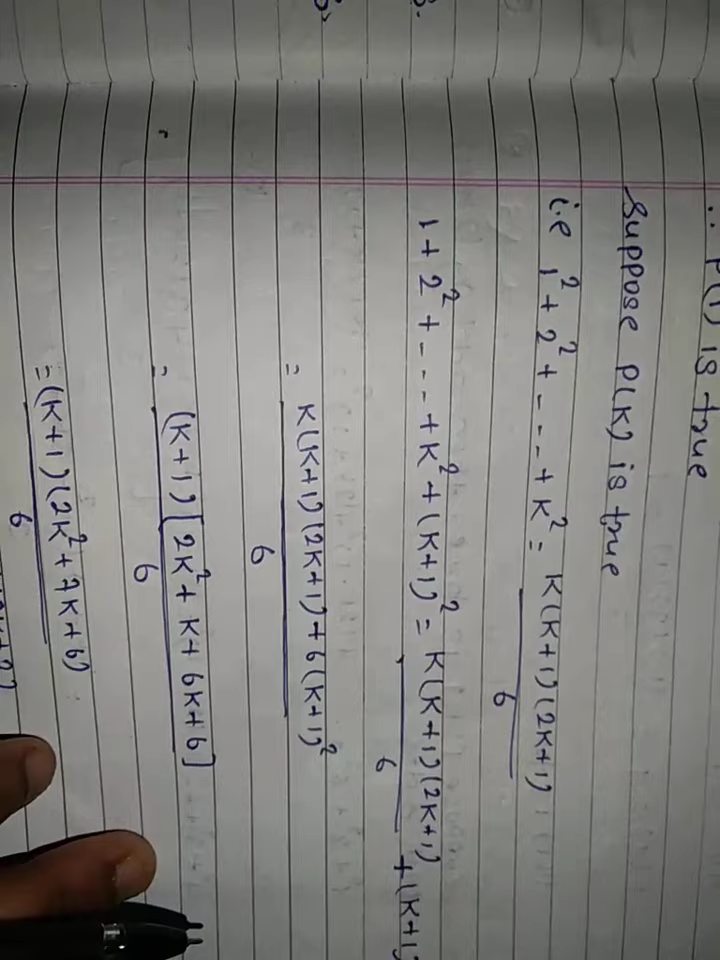 ∴ P(1) is true
Suppose P(K) is true
i.e 1² + 2² + - - - + K² = K(K+1)(2K+1) / 6
1 + 2² + - - - + K² + (K+1)² = K(K+1)(2K+1) / 6 + (K+1)
= K(K+1)(2K+1) + 6(K+1)² / 6
= (K+1)[2K² + K + 6K + 6] / 6
= (K+1)(2K² + 7K + 6) / 6